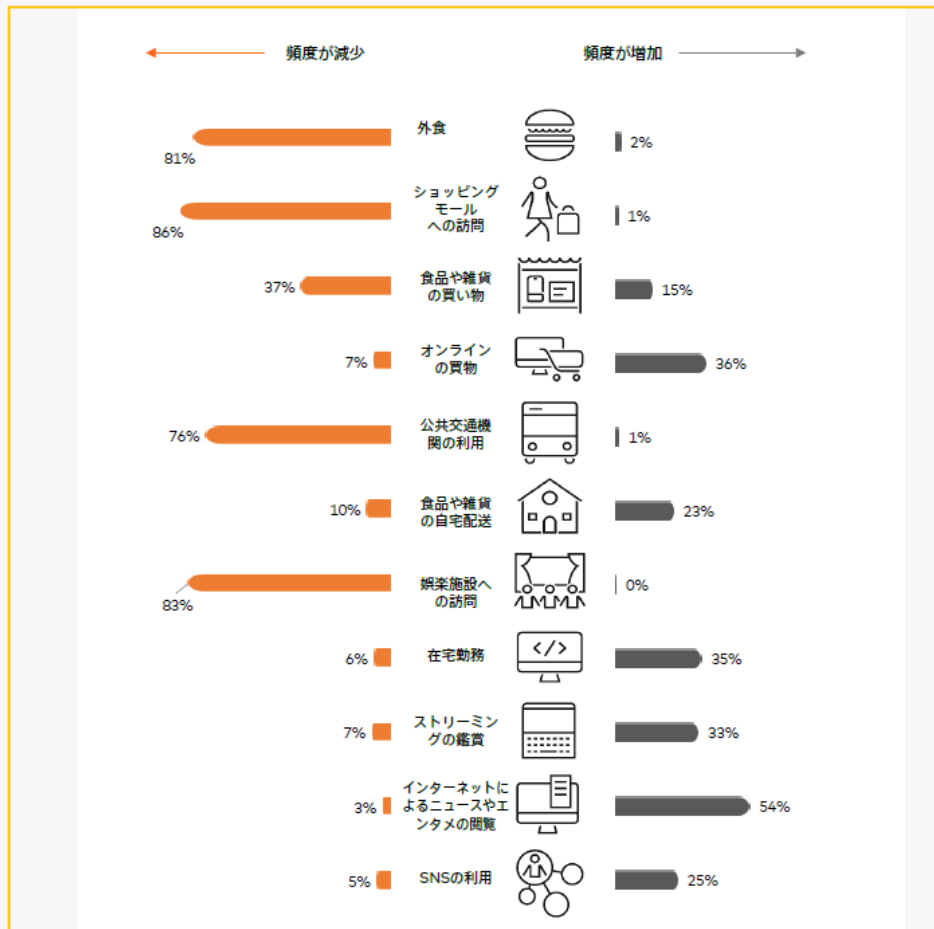 頻度が減少
頻度が増加
外食
81%
2%
ショッピング
モール
への訪問
86%
1%
食品や雑貨
の買い物
37%
15%
オンライン
の買物
7%
36%
公共交通機
関の利用
76%
1%
食品や雑貨
の自宅配送
10%
23%
娯楽施設へ
の訪問
83%
0%
在宅勤務
6%
</>
35%
ストリーミン
グの鑑賞
7%
33%
インターネットに
よるニュースやエ
ンタメの閲覧
3%
54%
SNSの利用
5%
25%